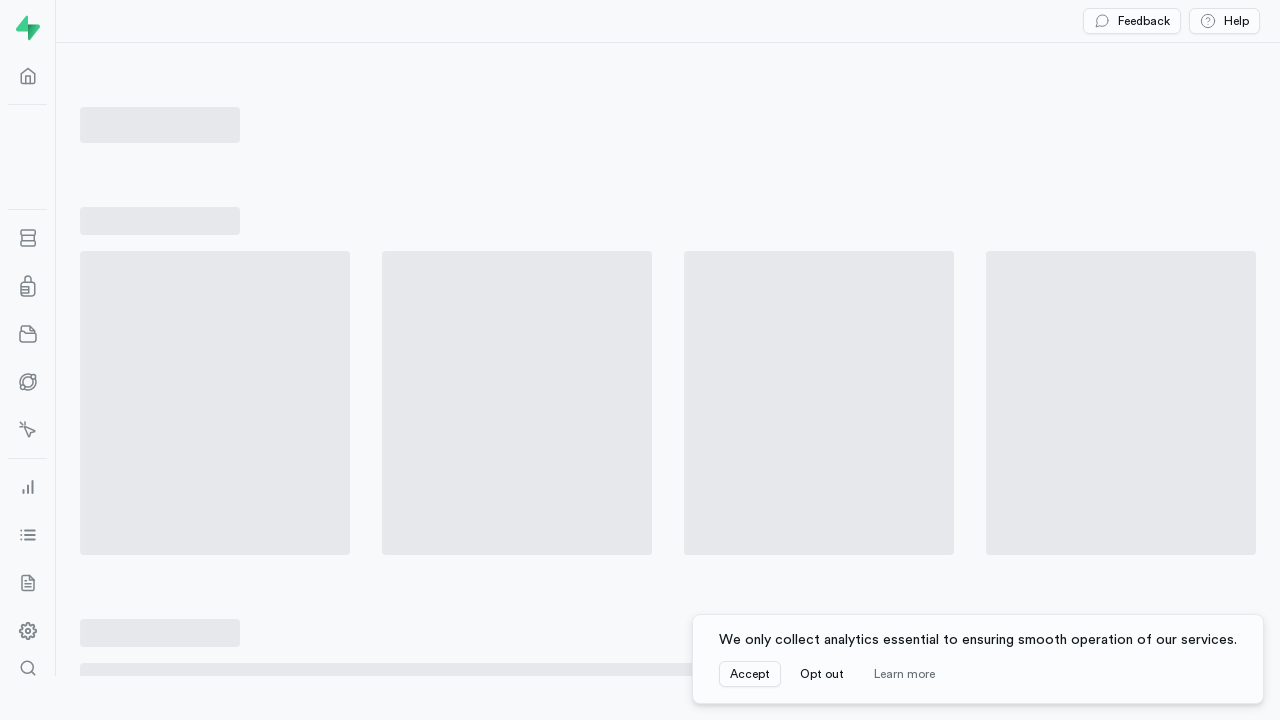 Feedback
Help
We only collect analytics essential to ensuring smooth operation of our services.
Accept
Opt out
Learn more